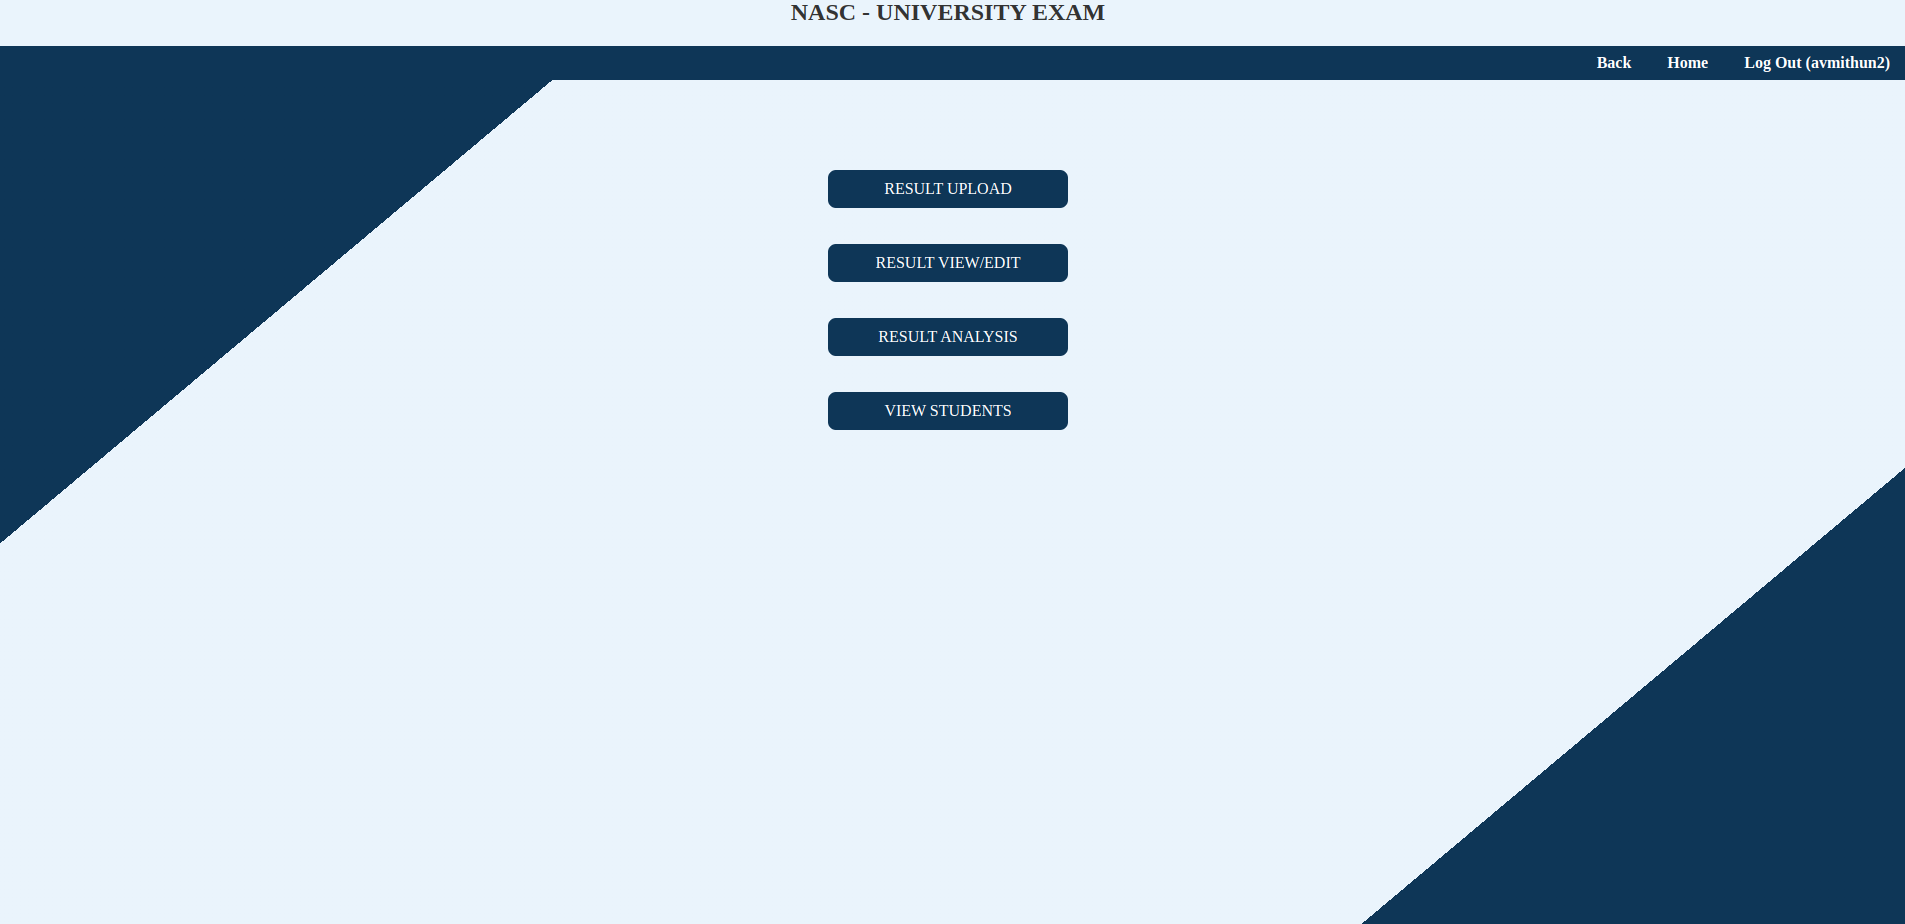 NASC - UNIVERSITY EXAM
Back Home Log Out (avmithun2)
RESULT UPLOAD
RESULT VIEW/EDIT
RESULT ANALYSIS
VIEW STUDENTS